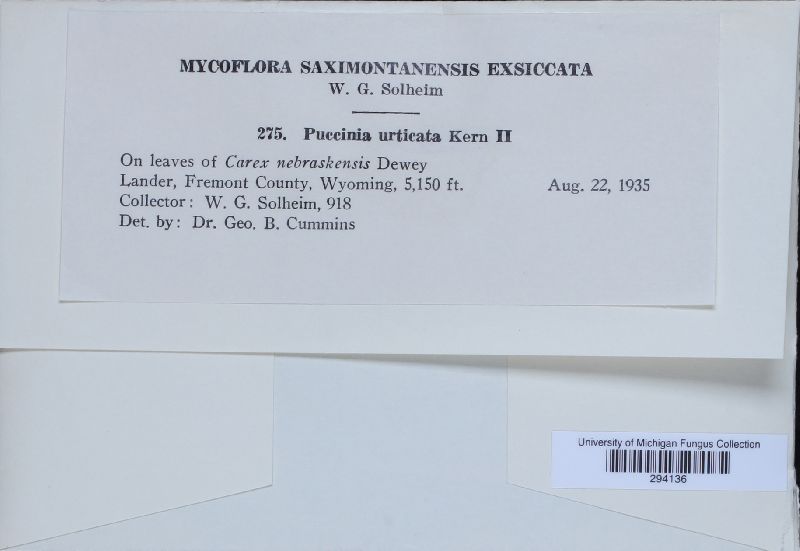 MYCOFLORA SAXIMONTANENSIS EXSICCATA
W. G. Solheim
275. Puccinia urticata Kern II
On leaves of Carex nebraskensis Dewey
Lander, Fremont County, Wyoming, 5,150 ft. Aug. 22, 1935
Collector: W. G. Solheim, 918
Det. by: Dr. Geo. B. Cummins
University of Michigan Fungus Collection
294136